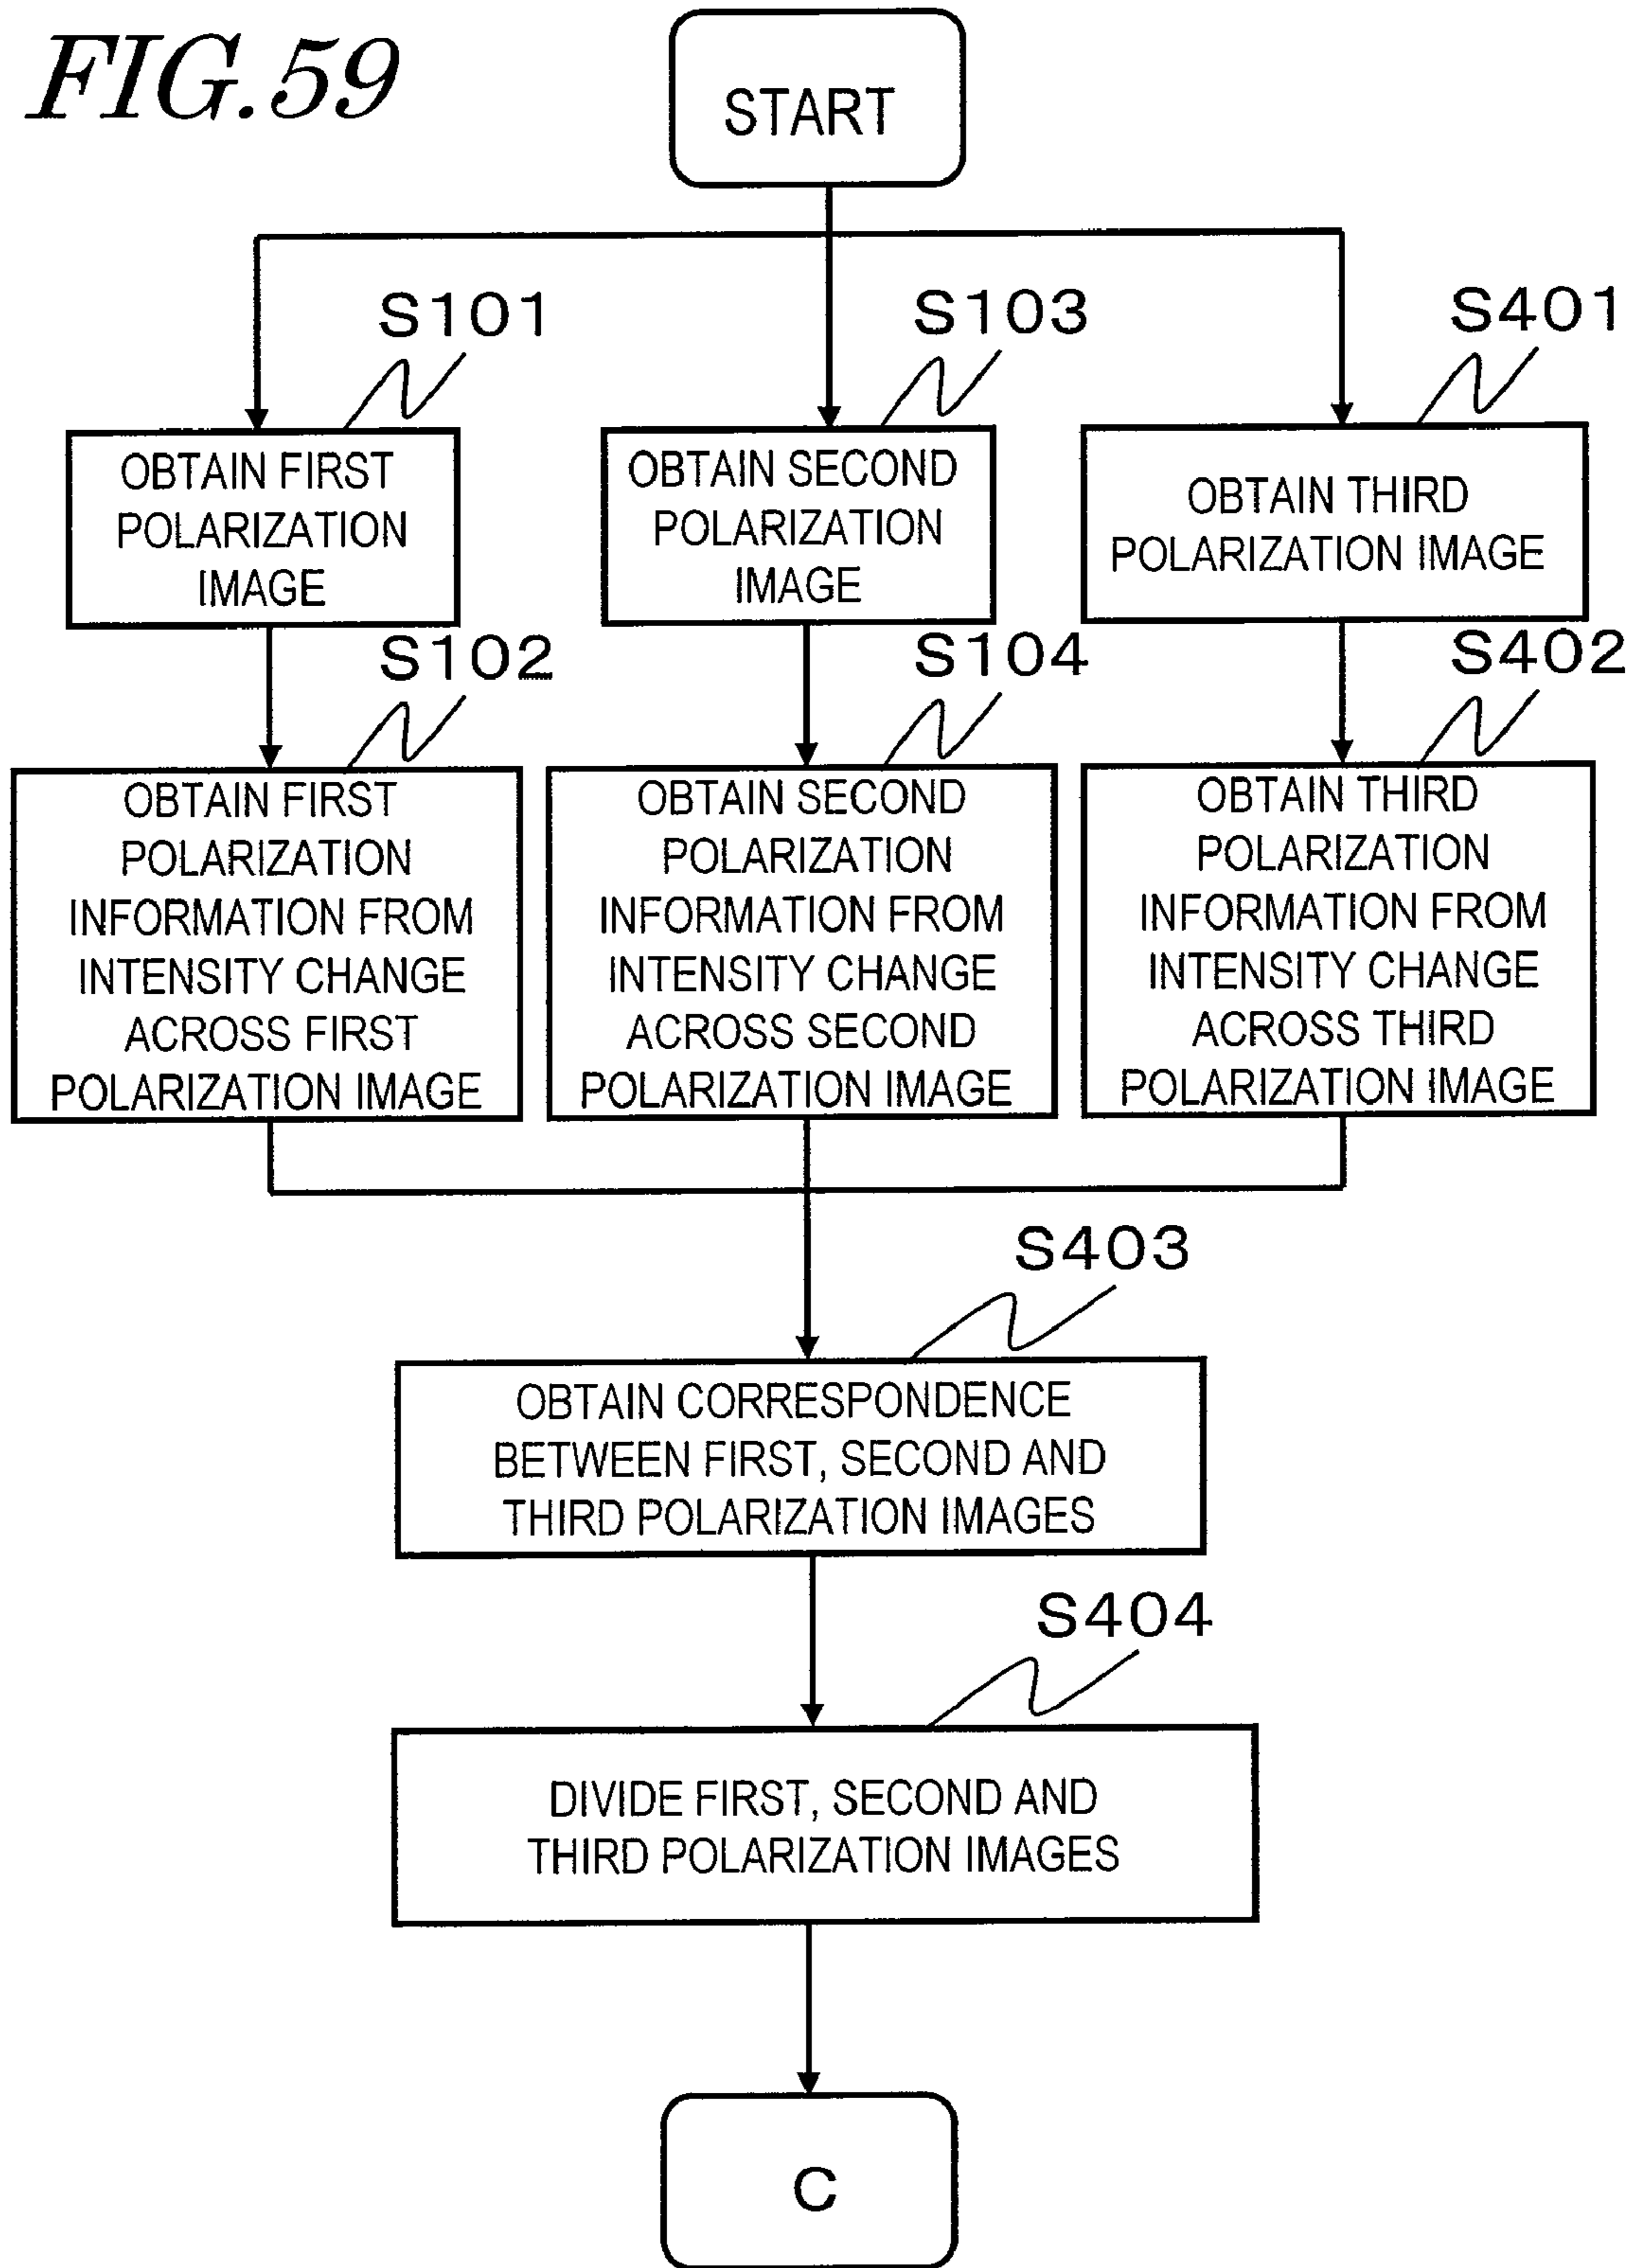 FIG.59
START
S101
OBTAIN FIRST
POLARIZATION
IMAGE
S103
OBTAIN SECOND
POLARIZATION
IMAGE
S401
OBTAIN THIRD
POLARIZATION IMAGE
S102
OBTAIN FIRST
POLARIZATION
INFORMATION FROM
INTENSITY CHANGE
ACROSS FIRST
POLARIZATION IMAGE
S104
OBTAIN SECOND
POLARIZATION
INFORMATION FROM
INTENSITY CHANGE
ACROSS SECOND
POLARIZATION IMAGE
S402
OBTAIN THIRD
POLARIZATION
INFORMATION FROM
INTENSITY CHANGE
ACROSS THIRD
POLARIZATION IMAGE
S403
OBTAIN CORRESPONDENCE
BETWEEN FIRST, SECOND AND
THIRD POLARIZATION IMAGES
S404
DIVIDE FIRST, SECOND AND
THIRD POLARIZATION IMAGES
C